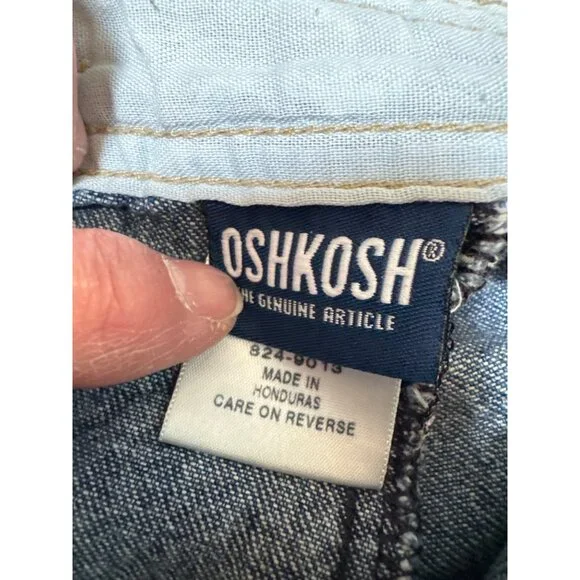 OSHKOSH®
THE GENUINE ARTICLE
824-9013
MADE IN
HONDURAS
CARE ON REVERSE